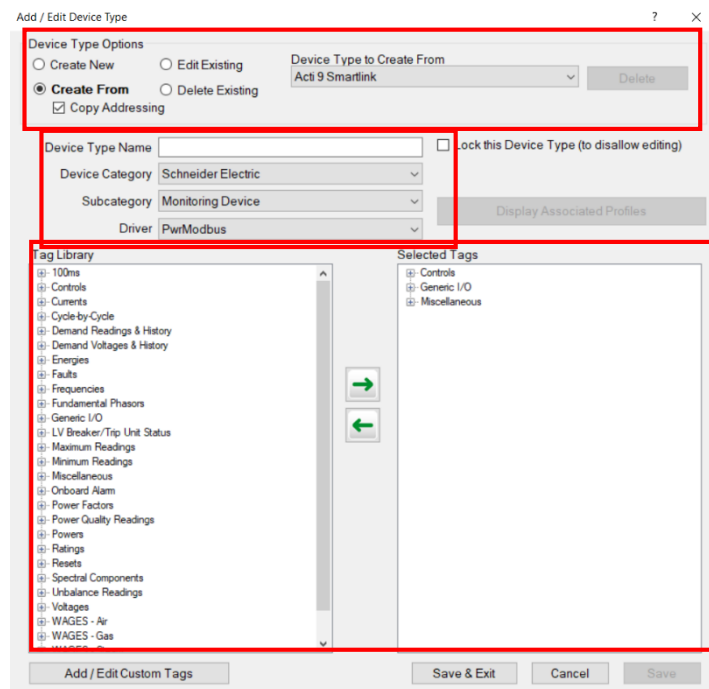 Add / Edit Device Type
?
Device Type Options
Create New
Edit Existing
Device Type to Create From
Acti 9 Smartlink
Delete
Create From
Delete Existing
Copy Addressing
Device Type Name
Lock this Device Type (to disallow editing)
Device Category
Schneider Electric
Subcategory
Monitoring Device
Display Associated Profiles
Driver
PwrModbus
Tag Library
100ms
Controls
Currents
Cycle-by-Cycle
Demand Readings & History
Demand Voltages & History
Energies
Faults
Frequencies
Fundamental Phasors
Generic I/O
LV Breaker/Trip Unit Status
Maximum Readings
Minimum Readings
Miscellaneous
Onboard Alarm
Power Factors
Power Quality Readings
Powers
Ratings
Resets
Spectral Components
Unbalance Readings
Voltages
WAGES - Air
WAGES - Gas
Selected Tags
Controls
Generic I/O
Miscellaneous
Add / Edit Custom Tags
Save & Exit
Cancel
Save